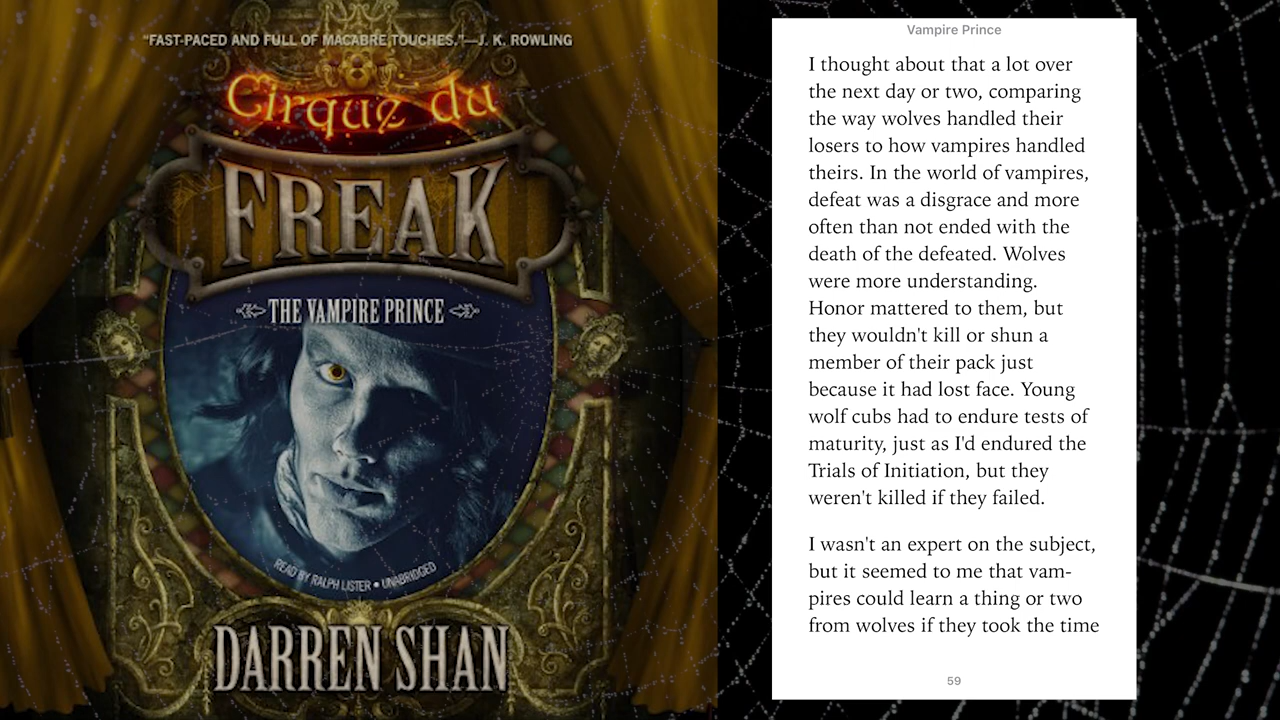 “FAST-PACED AND FULL OF MACABRE TOUCHES.”—J. K. ROWLING
Cirque du
FREAK
THE VAMPIRE PRINCE
READ BY RALPH LISTER • UNABRIDGED
DARREN SHAN
Vampire Prince
I thought about that a lot over
the next day or two, comparing
the way wolves handled their
losers to how vampires handled
theirs. In the world of vampires,
defeat was a disgrace and more
often than not ended with the
death of the defeated. Wolves
were more understanding.
Honor mattered to them, but
they wouldn't kill or shun a
member of their pack just
because it had lost face. Young
wolf cubs had to endure tests of
maturity, just as I'd endured the
Trials of Initiation, but they
weren't killed if they failed.
I wasn't an expert on the subject,
but it seemed to me that vam-
pires could learn a thing or two
from wolves if they took the time
59